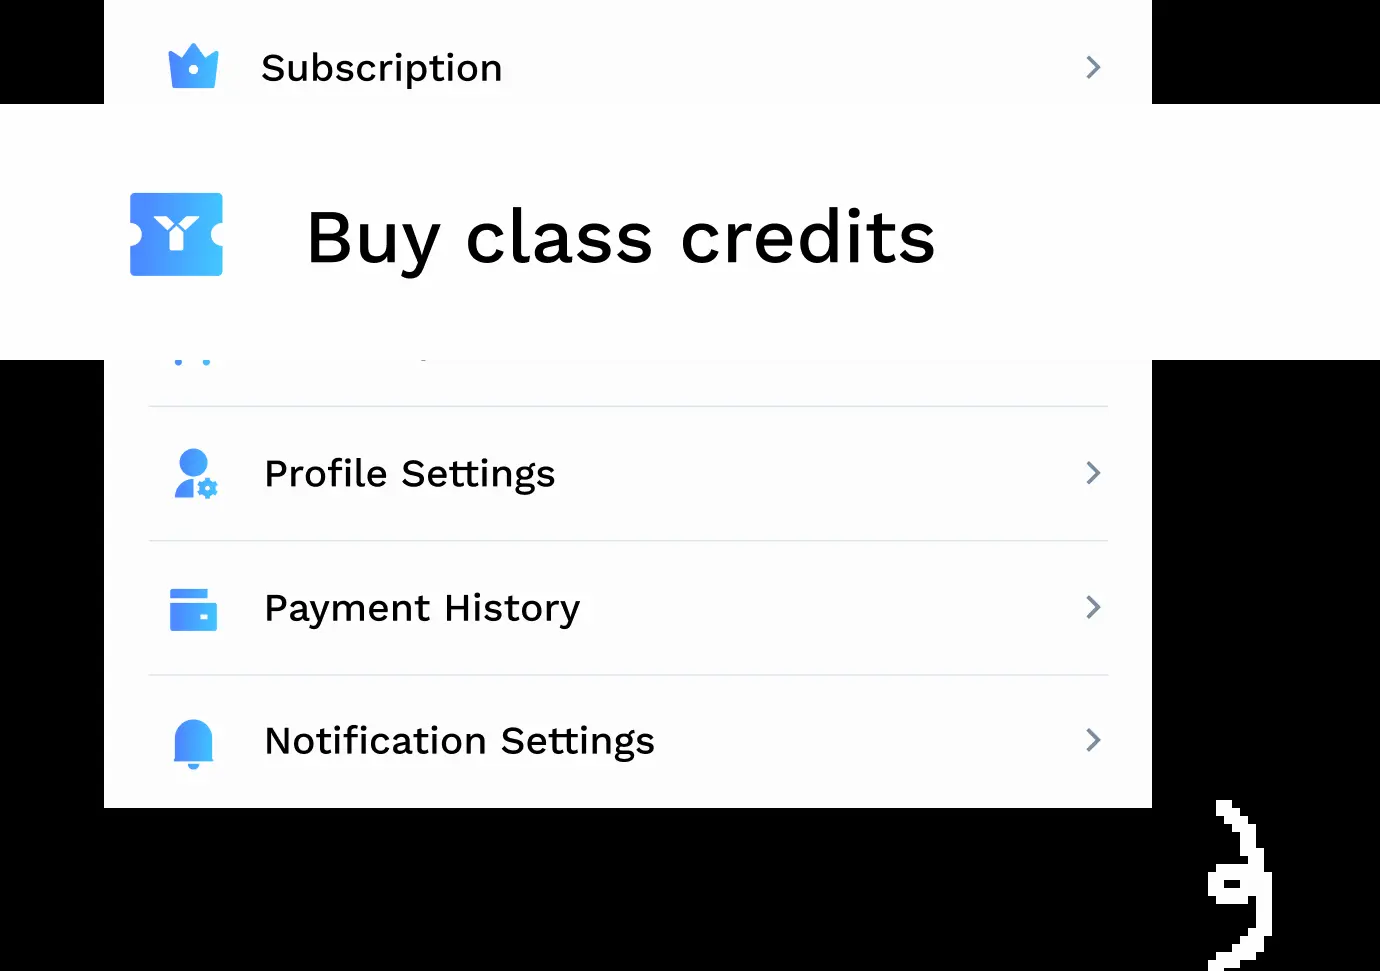 Subscription
Buy class credits
Profile Settings
Payment History
Notification Settings